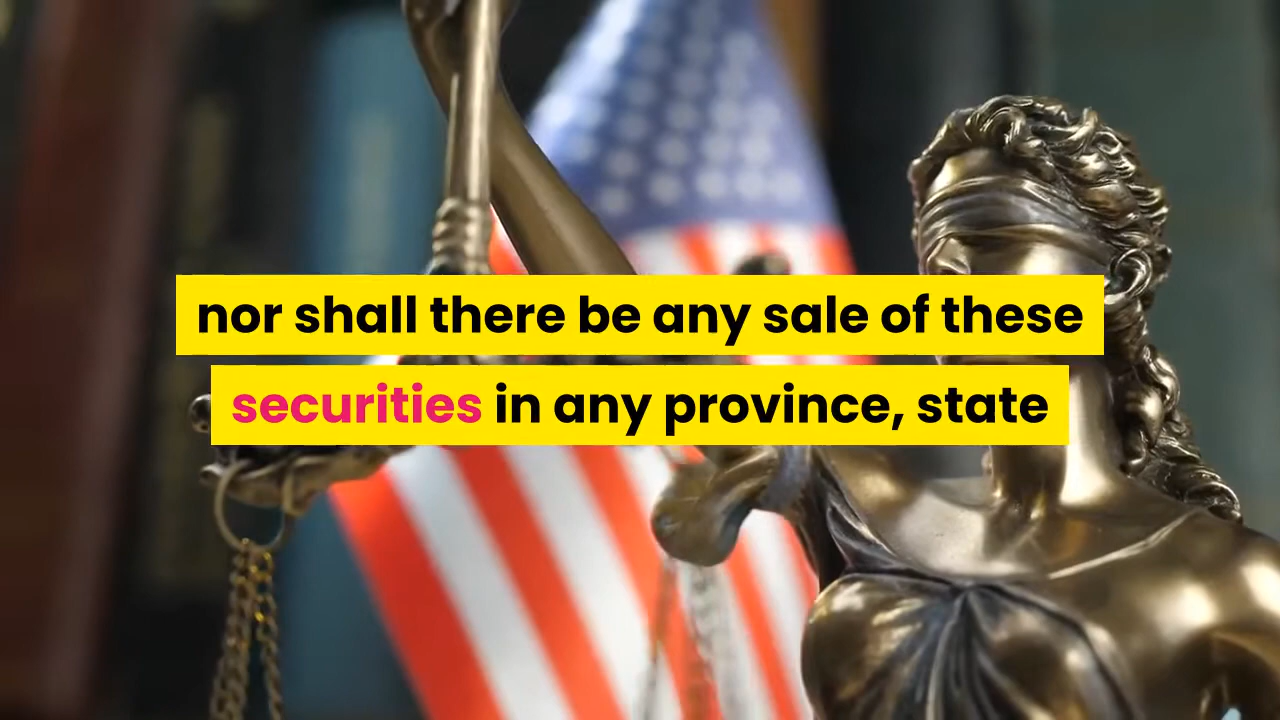 nor shall there be any sale of these
securities in any province, state